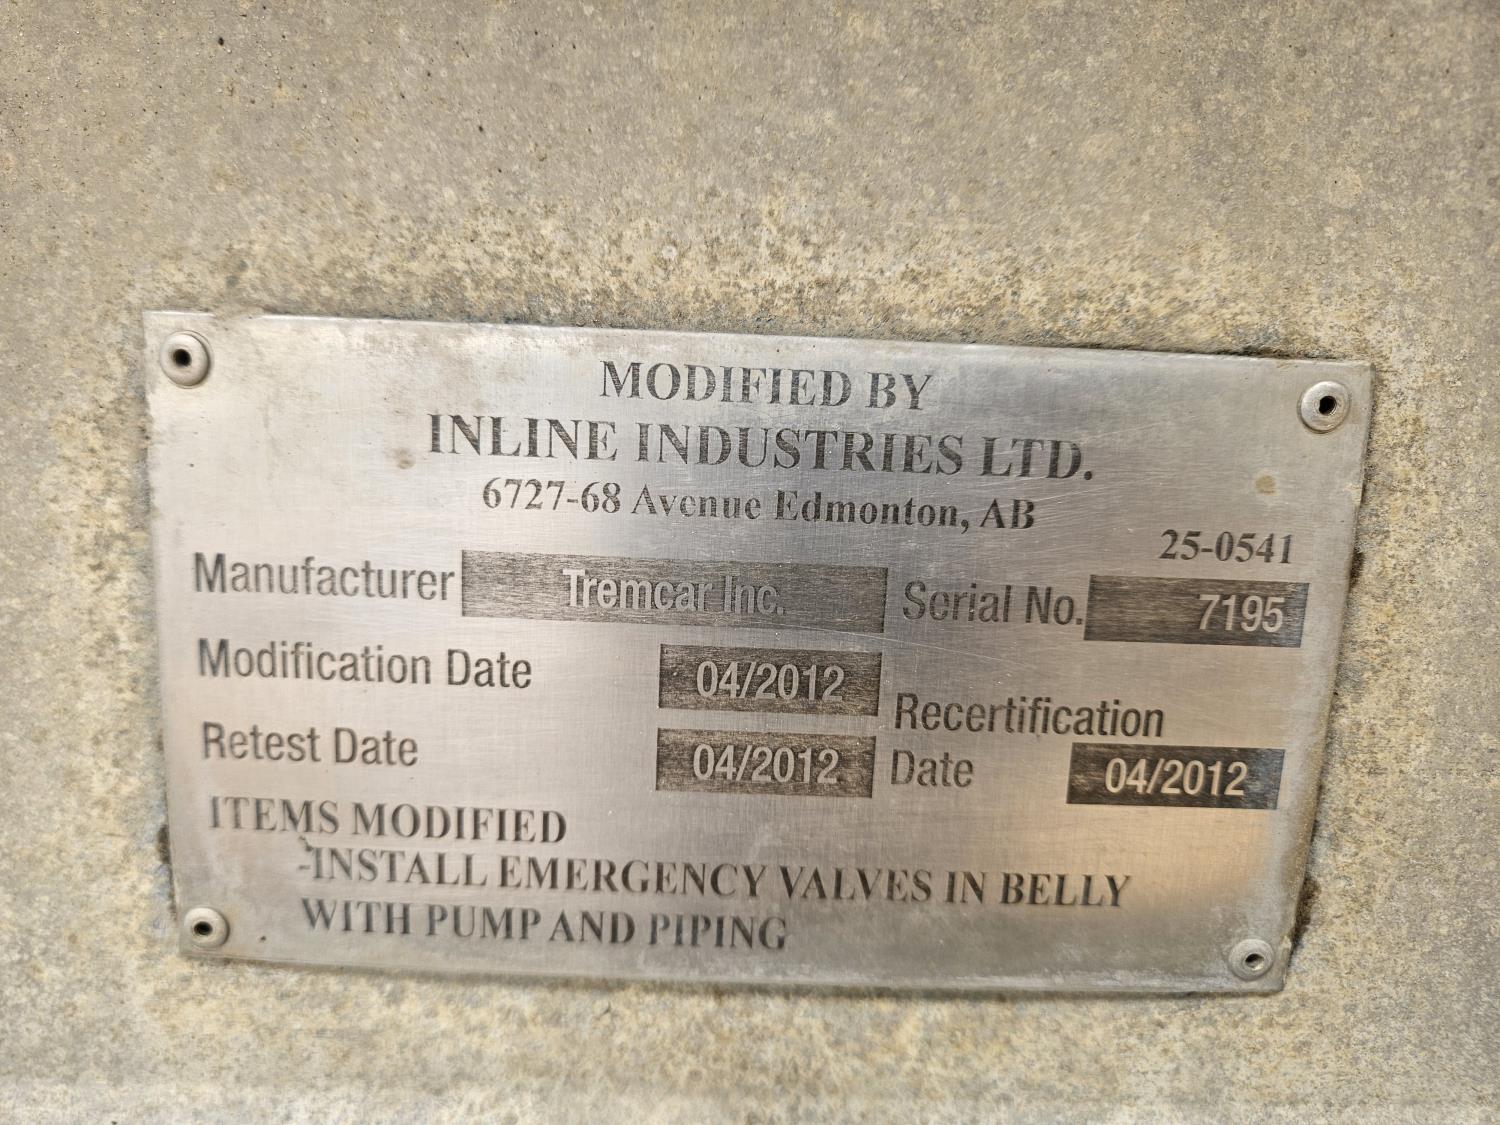 MODIFIED BY
INLINE INDUSTRIES LTD.
6727-68 Avenue Edmonton, AB
25-0541
Manufacturer Tremcar Inc. Serial No. 7195
Modification Date 04/2012
Retest Date 04/2012 Recertification Date 04/2012
ITEMS MODIFIED
-INSTALL EMERGENCY VALVES IN BELLY
WITH PUMP AND PIPING